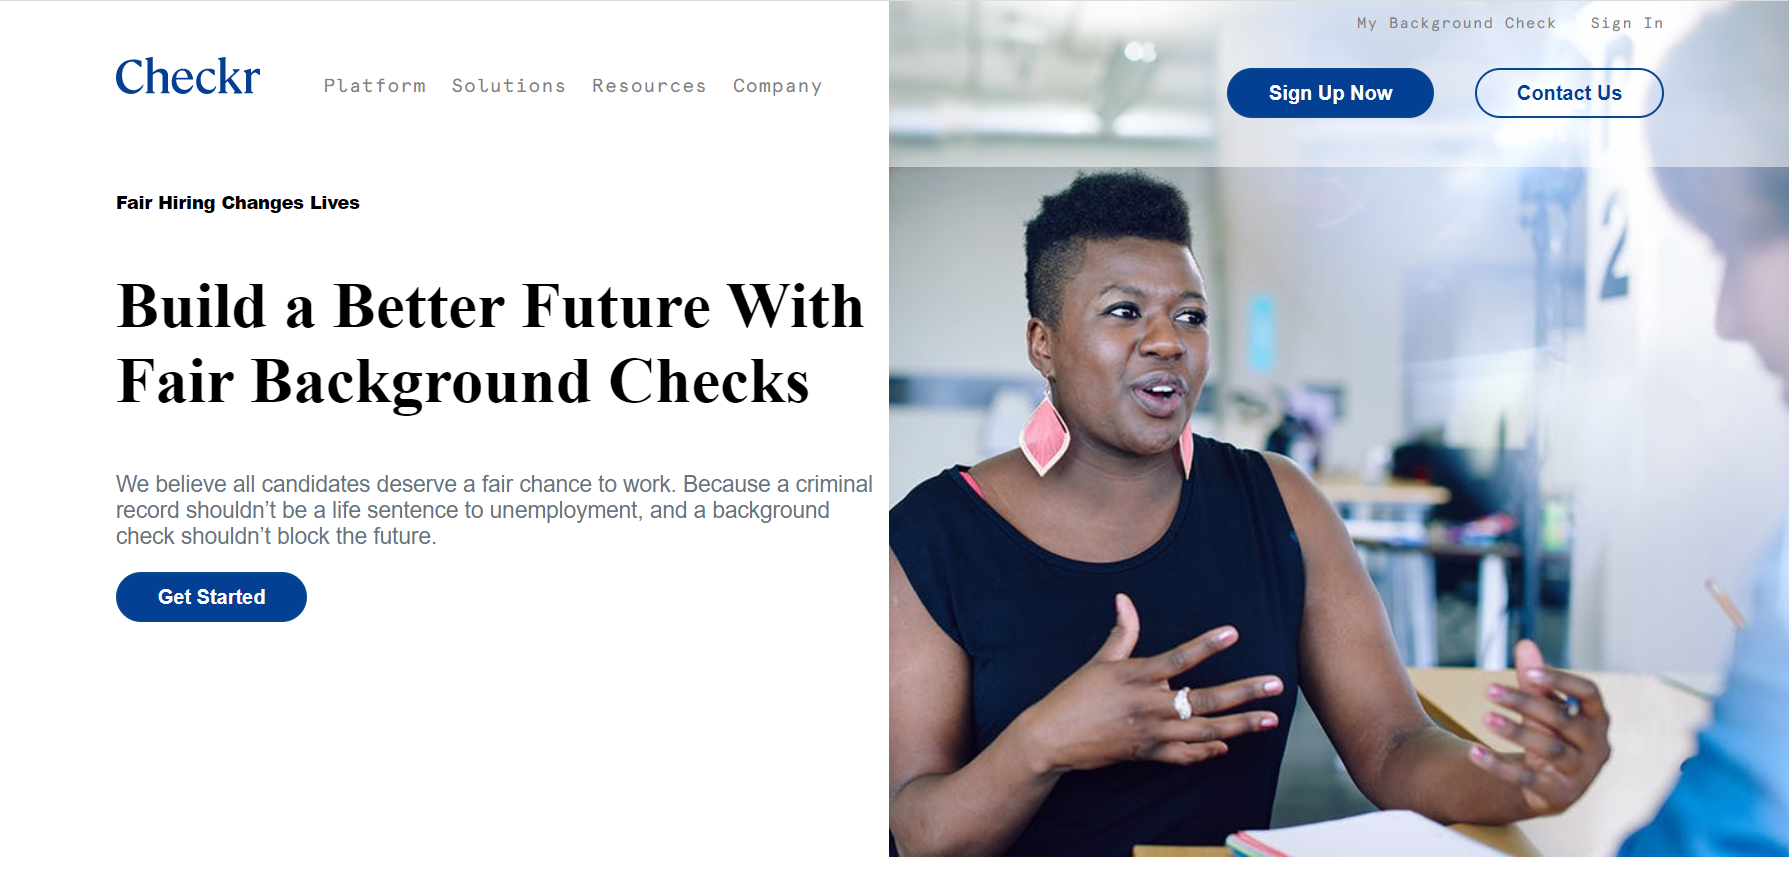 My Background Check Sign In
Checkr Platform Solutions Resources Company Sign Up Now Contact Us
Fair Hiring Changes Lives
Build a Better Future With
Fair Background Checks
We believe all candidates deserve a fair chance to work. Because a criminal
record shouldn’t be a life sentence to unemployment, and a background
check shouldn’t block the future.
Get Started
2